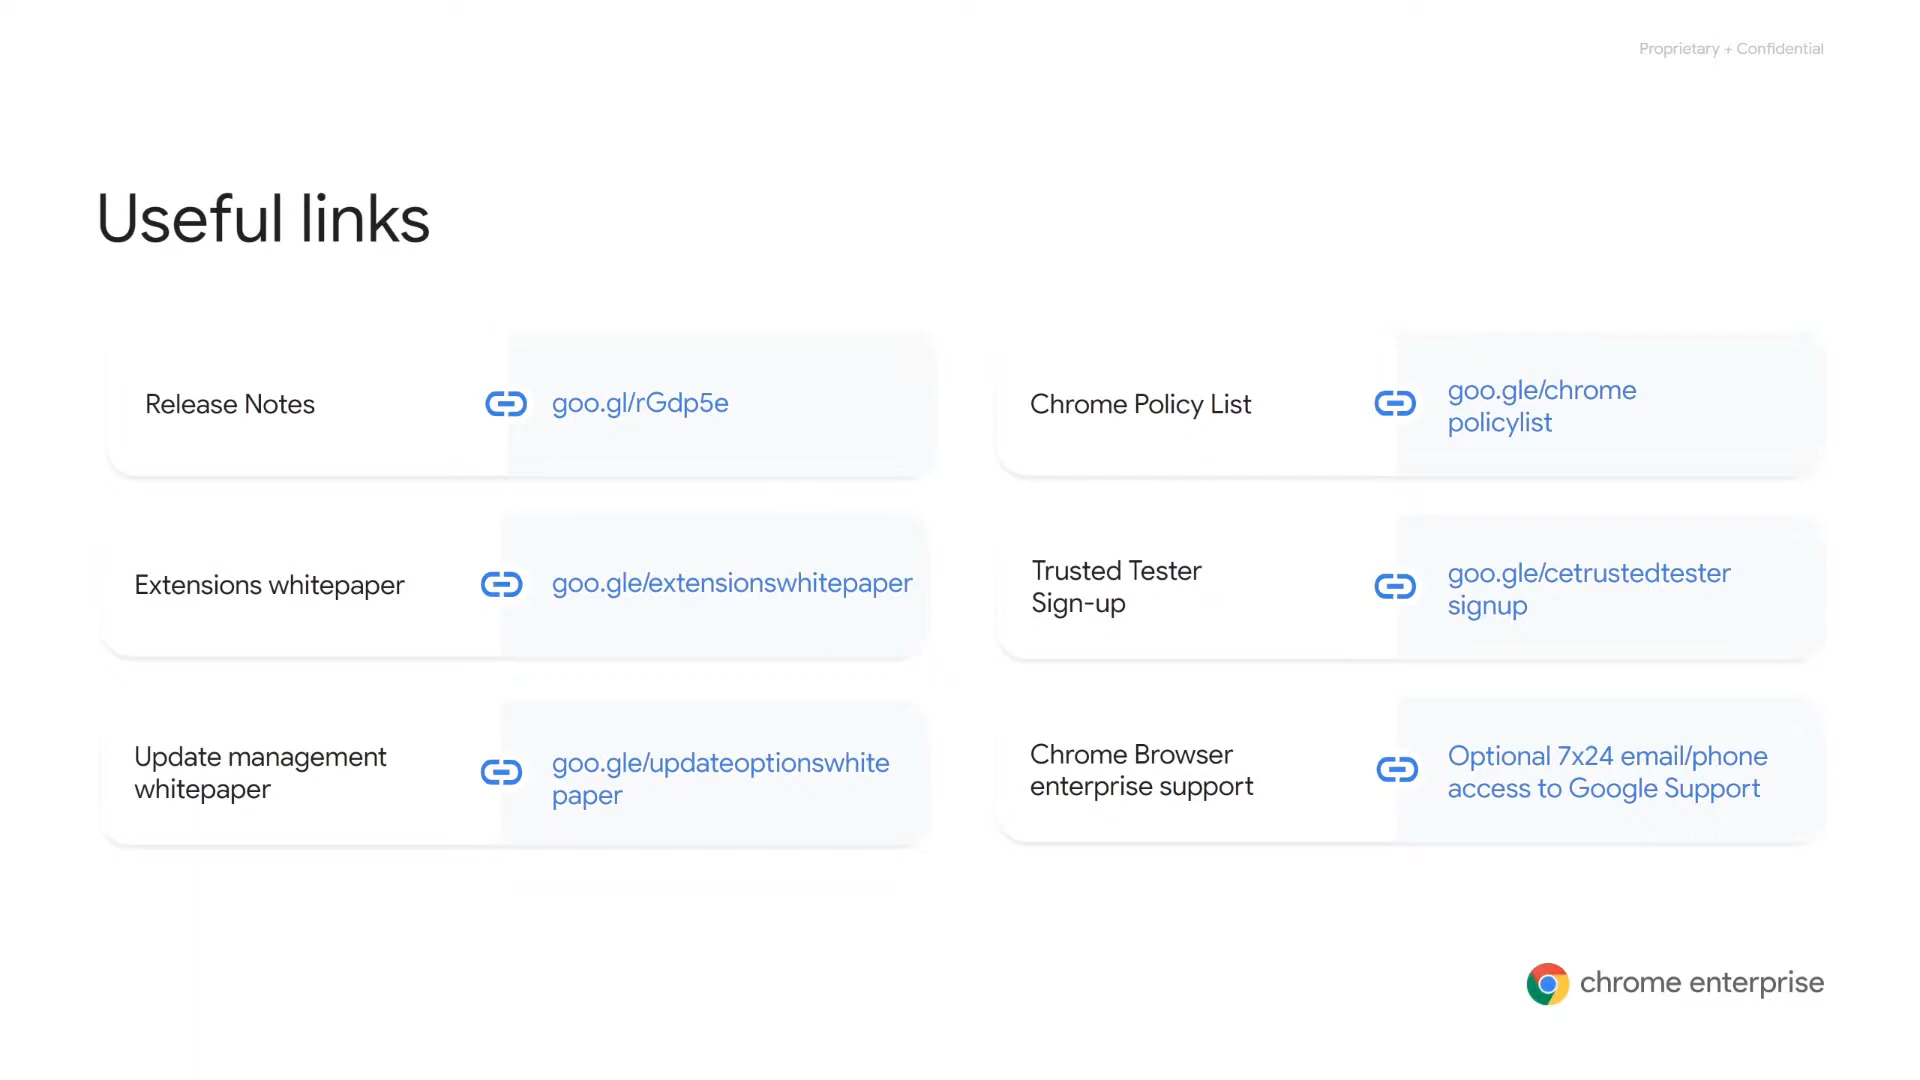 Proprietary + Confidential
Useful links
Release Notes
goo.gl/rGdp5e
Chrome Policy List
goo.gle/chrome
policylist
Extensions whitepaper
goo.gle/extensionswhitepaper
Trusted Tester
Sign-up
goo.gle/cetrustedtester
signup
Update management
whitepaper
goo.gle/updateoptionswhite
paper
Chrome Browser
enterprise support
Optional 7x24 email/phone
access to Google Support
chrome enterprise